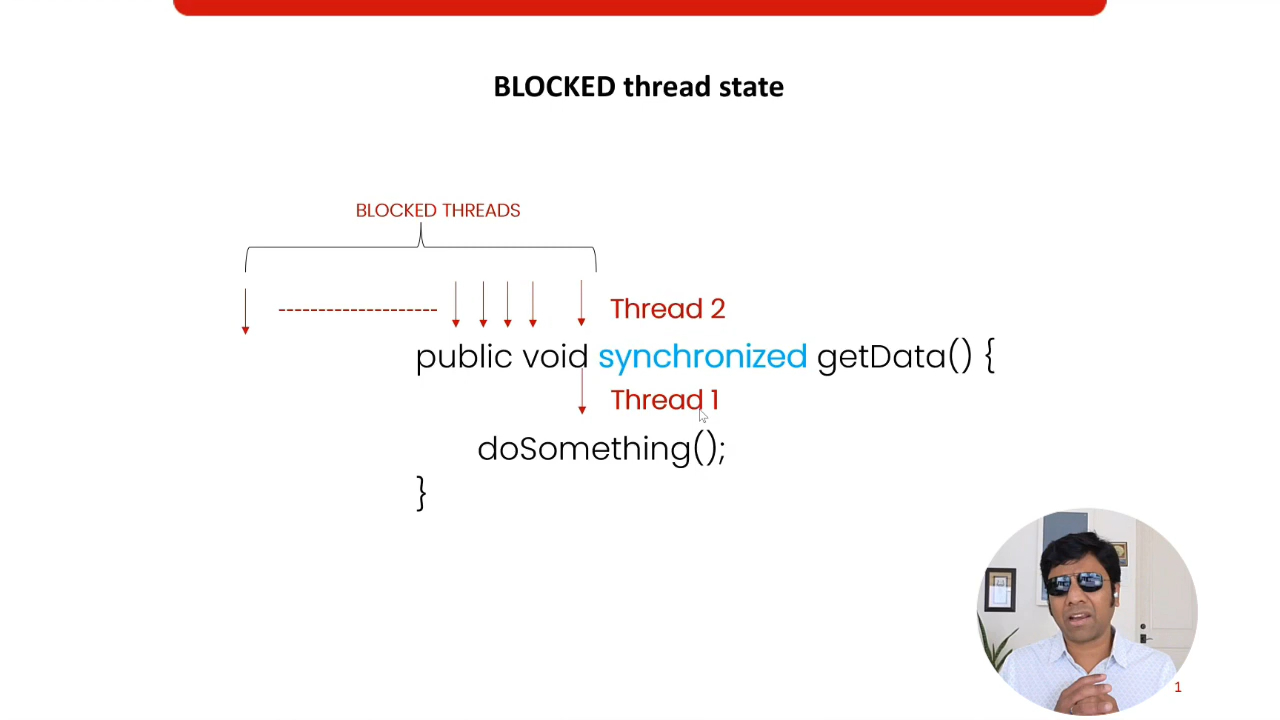 BLOCKED thread state
BLOCKED THREADS
Thread 2
public void synchronized getData() {
Thread 1
doSomething();
}
1